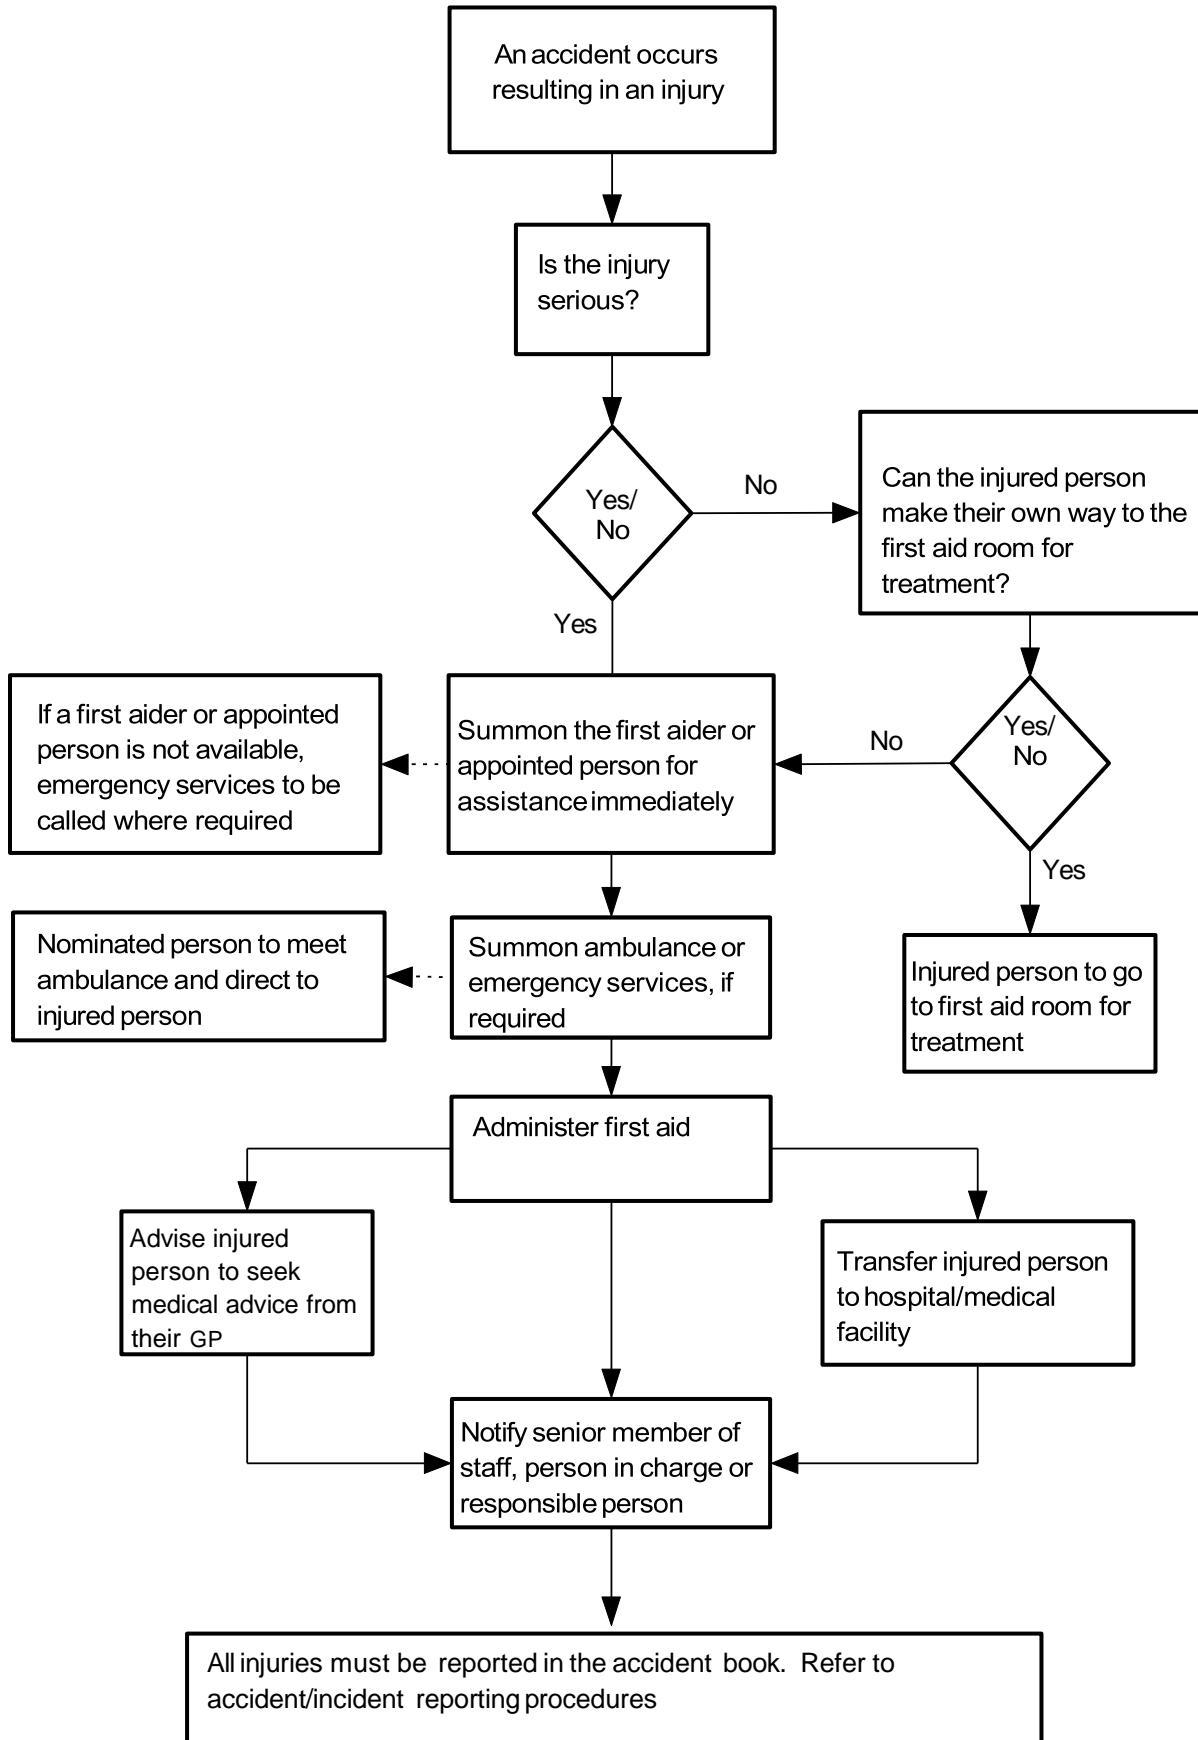 An accident occurs
resulting in an injury
Is the injury
serious?
Yes/
No
No
Can the injured person
make their own way to the
first aid room for
treatment?
Yes
If a first aider or appointed
person is not available,
emergency services to be
called where required
Summon the first aider or
appointed person for
assistance immediately
No
Yes/
No
Yes
Nominated person to meet
ambulance and direct to
injured person
Summon ambulance or
emergency services, if
required
Injured person to go
to first aid room for
treatment
Administer first aid
Advise injured
person to seek
medical advice from
their GP
Transfer injured person
to hospital/medical
facility
Notify senior member of
staff, person in charge or
responsible person
All injuries must be reported in the accident book. Refer to
accident/incident reporting procedures